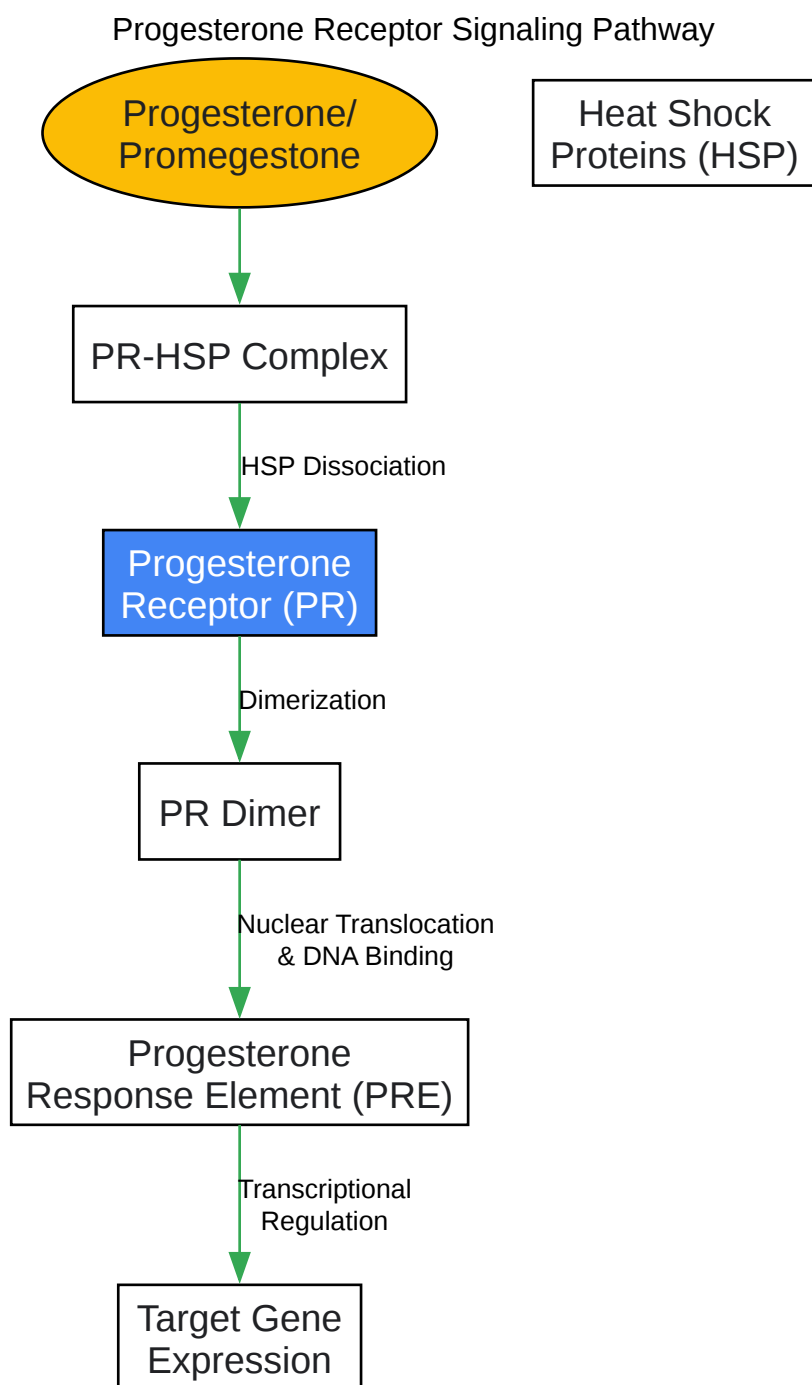 Progesterone Receptor Signaling Pathway
Progesterone/
Promegestone
Heat Shock
Proteins (HSP)
PR-HSP Complex
HSP Dissociation
Progesterone
Receptor (PR)
Dimerization
PR Dimer
Nuclear Translocation
& DNA Binding
Progesterone
Response Element (PRE)
Transcriptional
Regulation
Target Gene
Expression